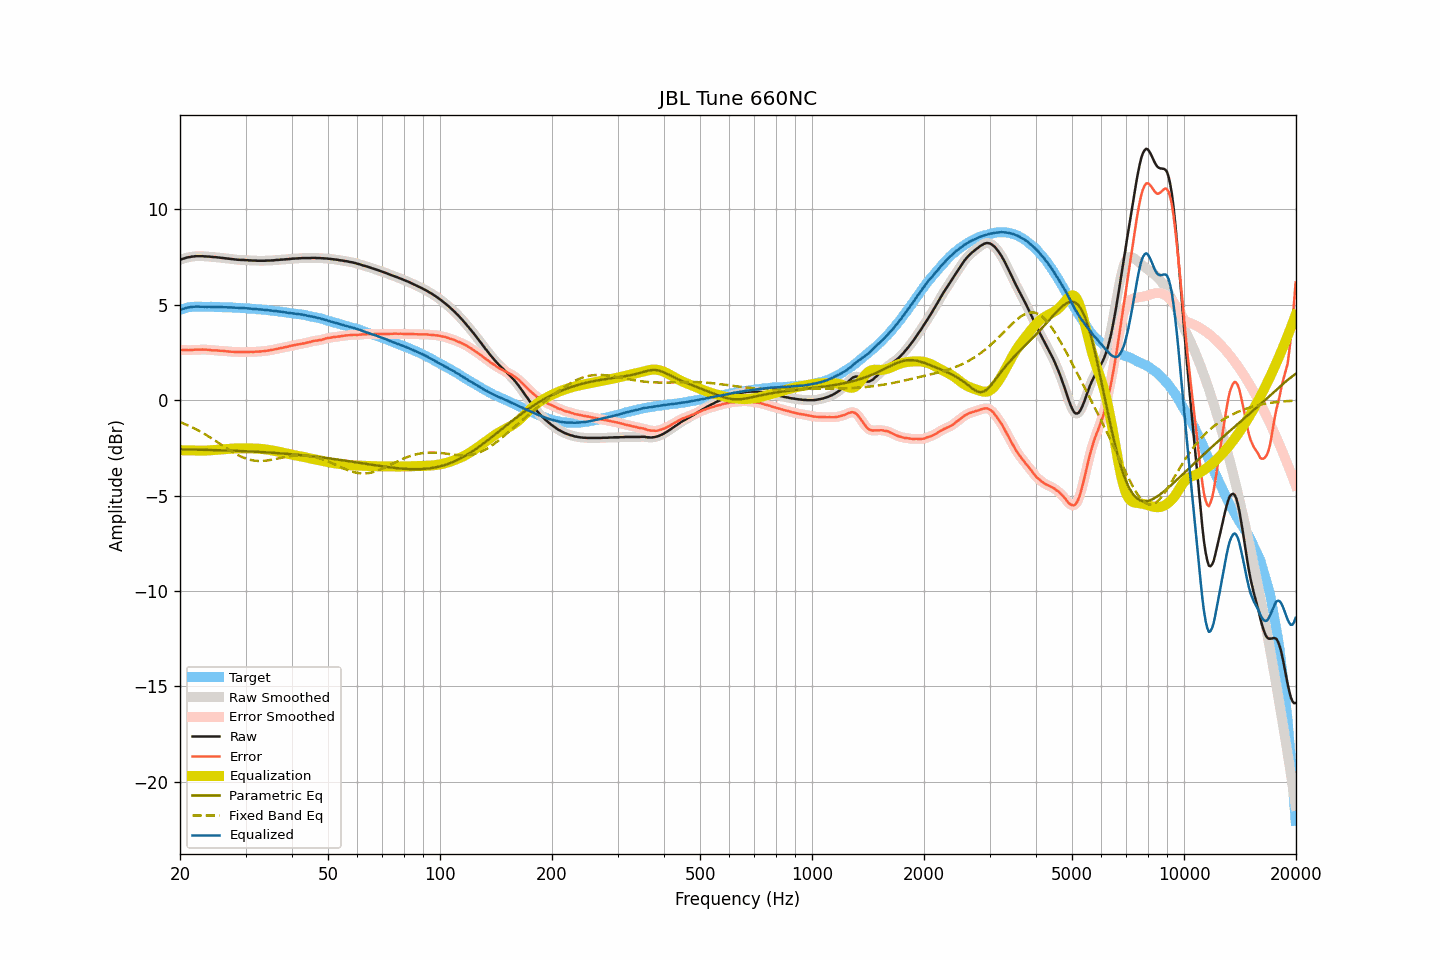 JBL Tune 660NC
Amplitude (dBr)
10
5
0
−5
−10
−15
−20
Target
Raw Smoothed
Error Smoothed
Raw
Error
Equalization
Parametric Eq
Fixed Band Eq
Equalized
20 50 100 200 500 1000 2000 5000 10000 20000
Frequency (Hz)